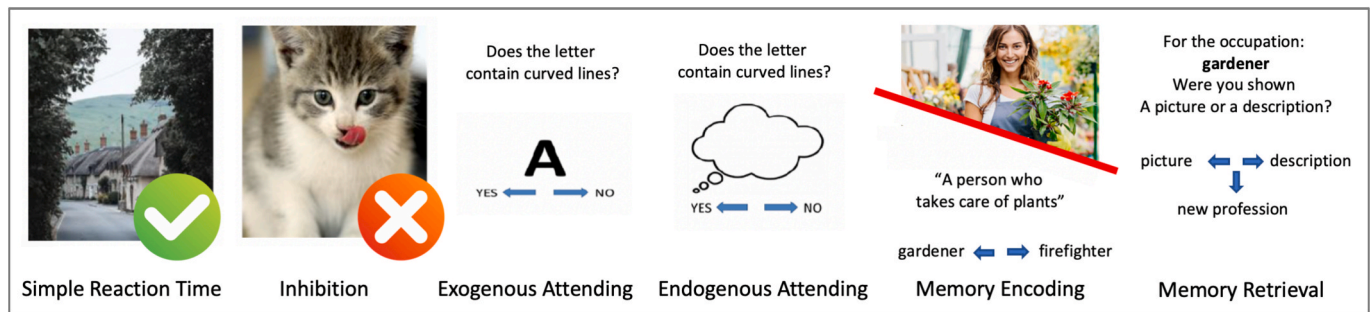 Does the letter
contain curved lines?
A
YES
NO
Does the letter
contain curved lines?
YES
NO
"A person who
takes care of plants"
gardener
firefighter
For the occupation:
gardener
Were you shown
A picture or a description?
picture
description
new profession
Simple Reaction Time
Inhibition
Exogenous Attending
Endogenous Attending
Memory Encoding
Memory Retrieval